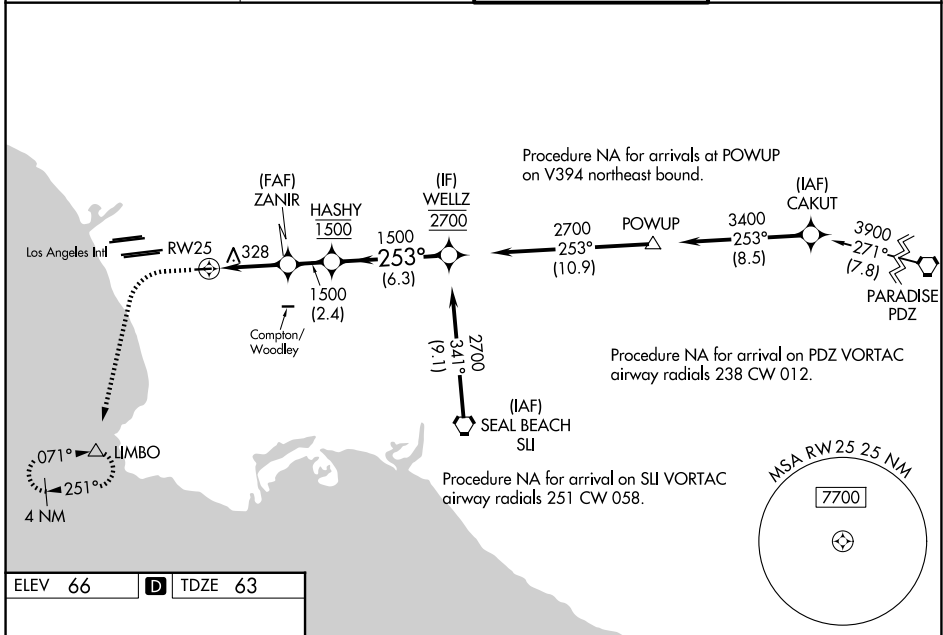 Procedure NA for arrivals at POWUP
on V394 northeast bound.
(FAF)
ZANIR
HASHY
1500
(IF)
WELLZ
2700
(IAF)
CAKUT
Los Angeles Intl
RW25
328
1500
253°
(6.3)
1500
(2.4)
2700
253°
(10.9)
POWUP
3400
253°
(8.5)
3900
271°
(7.8)
PARADISE
PDZ
Compton/
Woodley
2700
341°
(9.1)
Procedure NA for arrival on PDZ VORTAC
airway radials 238 CW 012.
(IAF)
SEAL BEACH
SLI
071°
LIMBO
251°
4 NM
Procedure NA for arrival on SLI VORTAC
airway radials 251 CW 058.
MSA RW25 25 NM
7700
ELEV 66 D TDZE 63